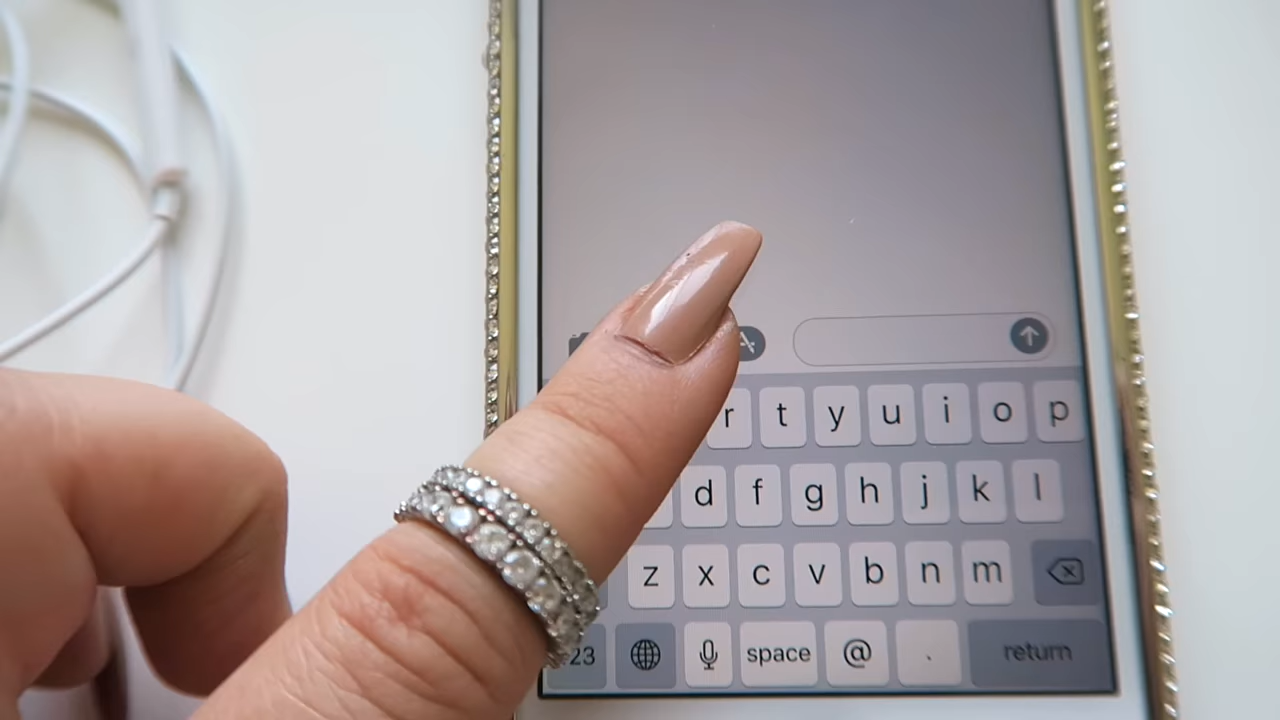 r t y u i o p
d f g h j k l
z x c v b n m
23 space @ . return